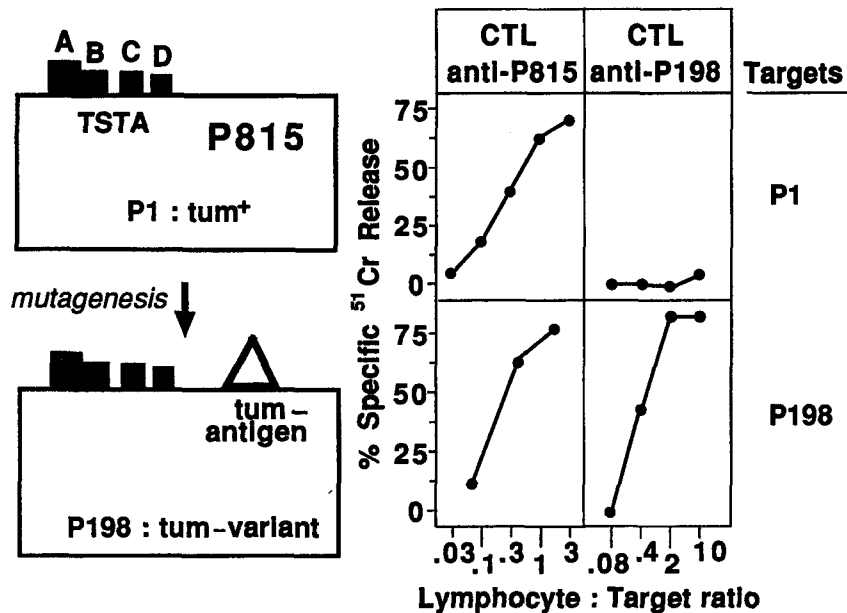 A B C D
TSTA
P815
P1 : tum+
mutagenesis
tum–
antigen
P198 : tum–variant
CTL
anti-P815
CTL
anti-P198
Targets
% Specific 51Cr Release
75
50
25
0
P1
75
50
25
0
P198
.03 .1 .3 1 3
.08 .4 2 10
Lymphocyte : Target ratio